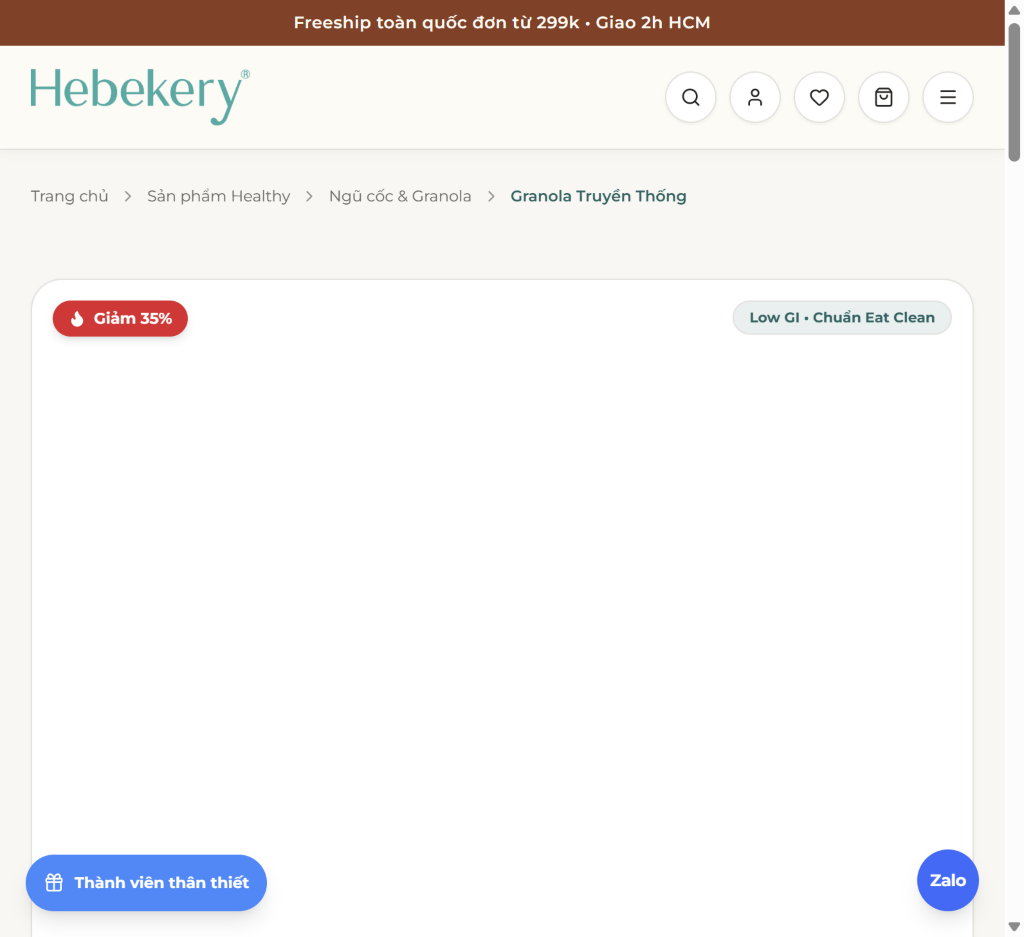 Freeship toàn quốc đơn từ 299k • Giao 2h HCM
Hebekery®
Trang chủ > Sản phẩm Healthy > Ngũ cốc & Granola > Granola Truyền Thống
Giảm 35%
Low GI • Chuẩn Eat Clean
Thành viên thân thiết
Zalo